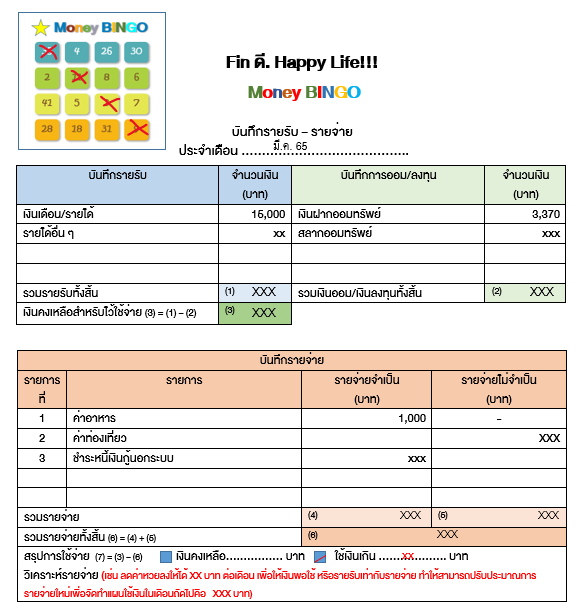 Money BINGO
4 26 30
2 8 6
41 5 7
28 18 31
Fin ดี. Happy Life!!!
Money BINGO
บันทึกรายรับ – รายจ่าย
ประจำเดือน ......มี.ค. 65..............................
บันทึกรายรับ จำนวนเงิน (บาท) บันทึกการออม/ลงทุน จำนวนเงิน (บาท)
เงินเดือน/รายได้ 15,000 เงินฝากออมทรัพย์ 3,370
รายได้อื่น ๆ xx สลากออมทรัพย์ xxx
รวมรายรับทั้งสิ้น (1) XXX รวมเงินออม/เงินลงทุนทั้งสิ้น (2) XXX
เงินคงเหลือสำหรับไว้ใช้จ่าย (3) = (1) – (2) (3) XXX
บันทึกรายจ่าย
รายการที่ รายการ รายจ่ายจำเป็น (บาท) รายจ่ายไม่จำเป็น (บาท)
1 ค่าอาหาร 1,000 -
2 ค่าท่องเที่ยว XXX
3 ชำระหนี้เงินกู้นอกระบบ xxx
รวมรายจ่าย (4) XXX (5) XXX
รวมรายจ่ายทั้งสิ้น (6) = (4) + (5) (6) XXX
สรุปการใช้จ่าย (7) = (3) – (6) เงินคงเหลือ............... บาท ใช้เงินเกิน ......xx......... บาท
วิเคราะห์รายจ่าย (เช่น ลดค่าหวยลงให้ได้ XX บาท ต่อเดือน เพื่อให้เงินพอใช้ หรือรายรับเท่ากับรายจ่าย ทำให้สามารถปรับประมาณการ
รายจ่ายใหม่เพื่อจัดทำแผนใช้เงินในเดือนถัดไปคือ XXX บาท)